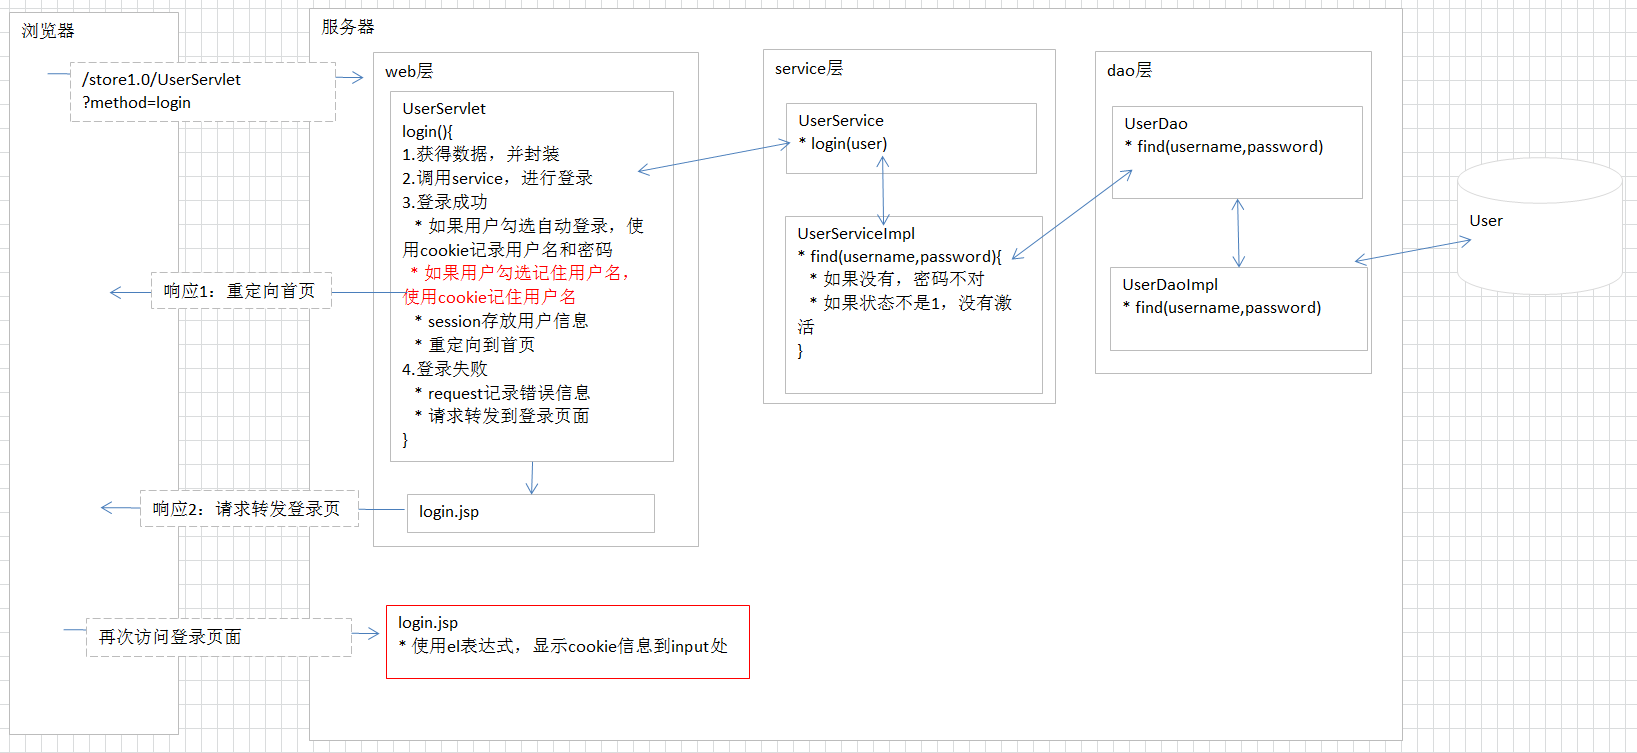 浏览器
/store1.0/UserServlet
?method=login
响应1：重定向首页
响应2：请求转发登录页
再次访问登录页面
服务器
web层
UserServlet
login(){
1.获得数据，并封装
2.调用service，进行登录
3.登录成功
* 如果用户勾选自动登录，使
用cookie记录用户名和密码
* 如果用户勾选记住用户名，
使用cookie记住用户名
* session存放用户信息
* 重定向到首页
4.登录失败
* request记录错误信息
* 请求转发到登录页面
}
login.jsp
login.jsp
* 使用el表达式，显示cookie信息到input处
service层
UserService
* login(user)
UserServiceImpl
* find(username,password){
* 如果没有，密码不对
* 如果状态不是1，没有激
活
}
dao层
UserDao
* find(username,password)
UserDaoImpl
* find(username,password)
User